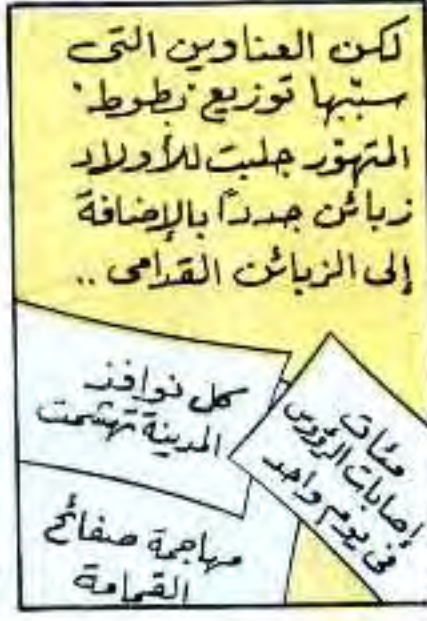 لكن العناوين التى
سببها توزيع "بطوط"
المتهور جلبت للأولاد
زبائن جدداً بالإضافة
إلى الزبائن القدامى ..
كل نوافذ
المدينة تهشمت
مئات
إصابات الرؤوس
فى يوم واحد
مهاجمة صفائح
القمامة